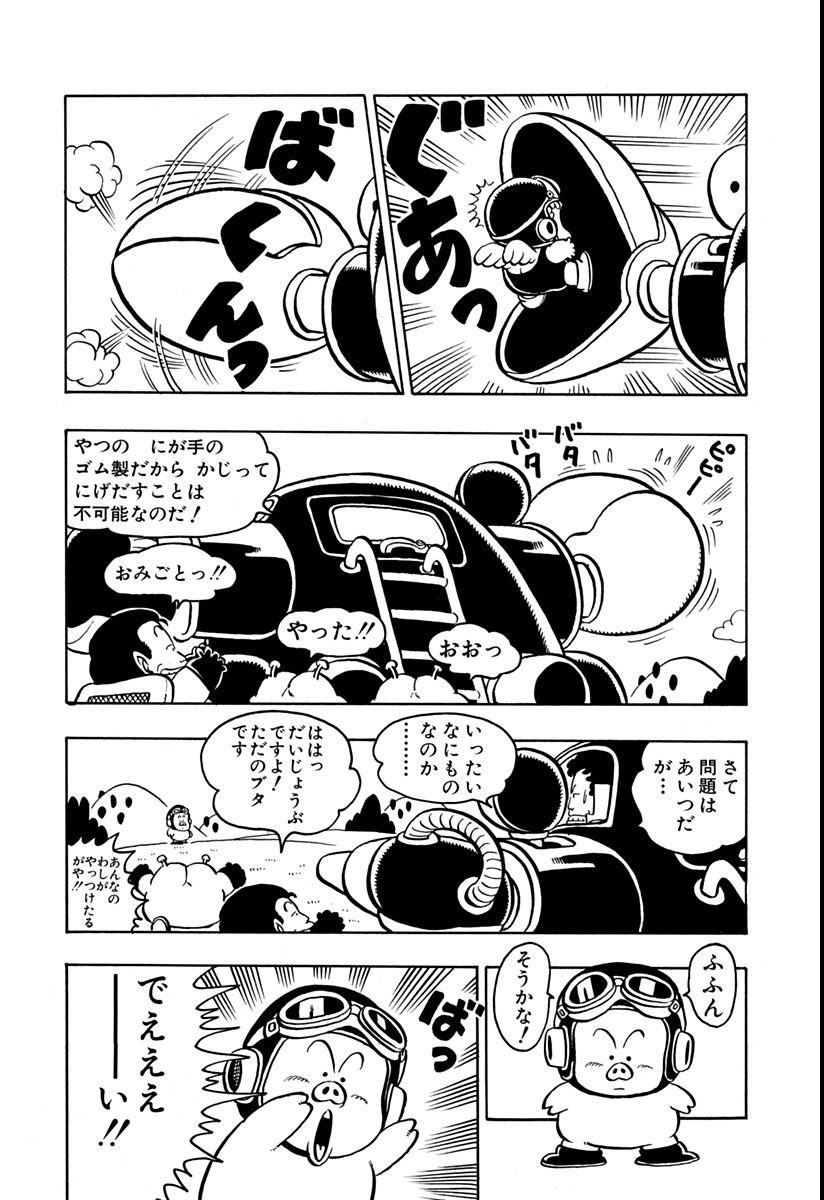 ぐあっ
ばくんっ
ピピー
バタ
バタ
やつの にが手の
ゴム製だから かじって
にげだすことは
不可能なのだ！
おみごとっ!!
やった!!
おおっ
さて
問題は
あいつだ
が…
いったい
なにもの
なのか
………
ははっ
だいじょうぶ
ですよ！
ただのブタ
です
あんなの
わしが
やっつけたる
がや!!
ふふん
そうかな！
ばっ
でえええ
――い!!